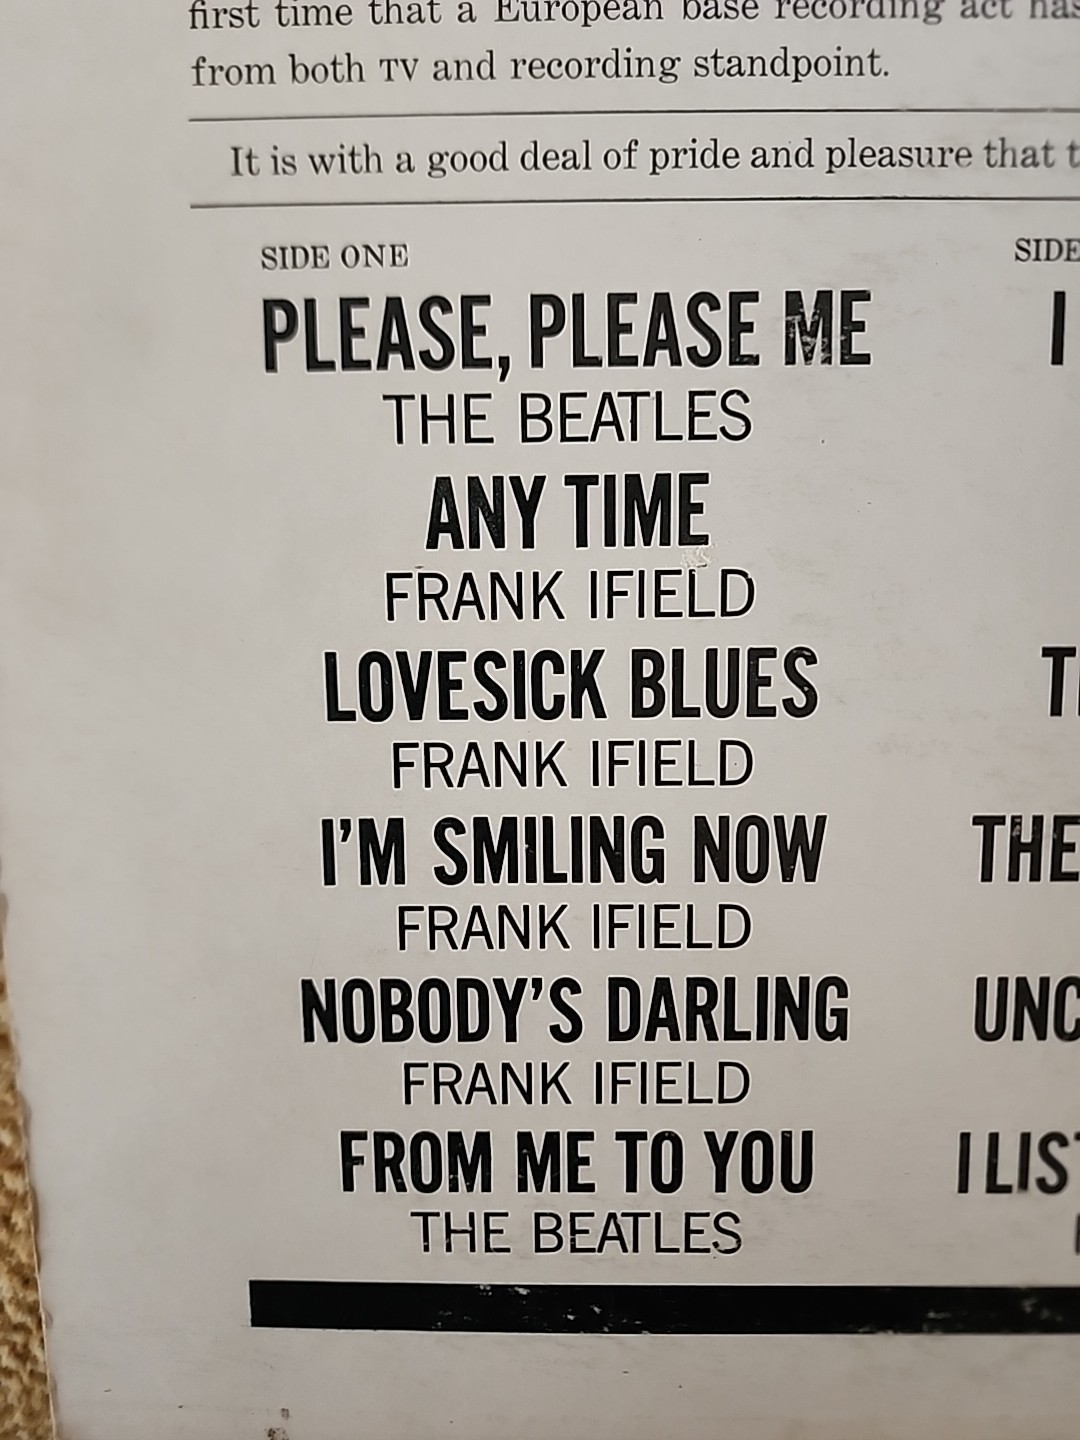 first time that a European base recording act has
from both TV and recording standpoint.
It is with a good deal of pride and pleasure that
SIDE ONE
PLEASE, PLEASE ME
THE BEATLES
ANY TIME
FRANK IFIELD
LOVESICK BLUES
FRANK IFIELD
I'M SMILING NOW
FRANK IFIELD
NOBODY'S DARLING
FRANK IFIELD
FROM ME TO YOU
THE BEATLES
SIDE
I
THE
UNC
I LIST